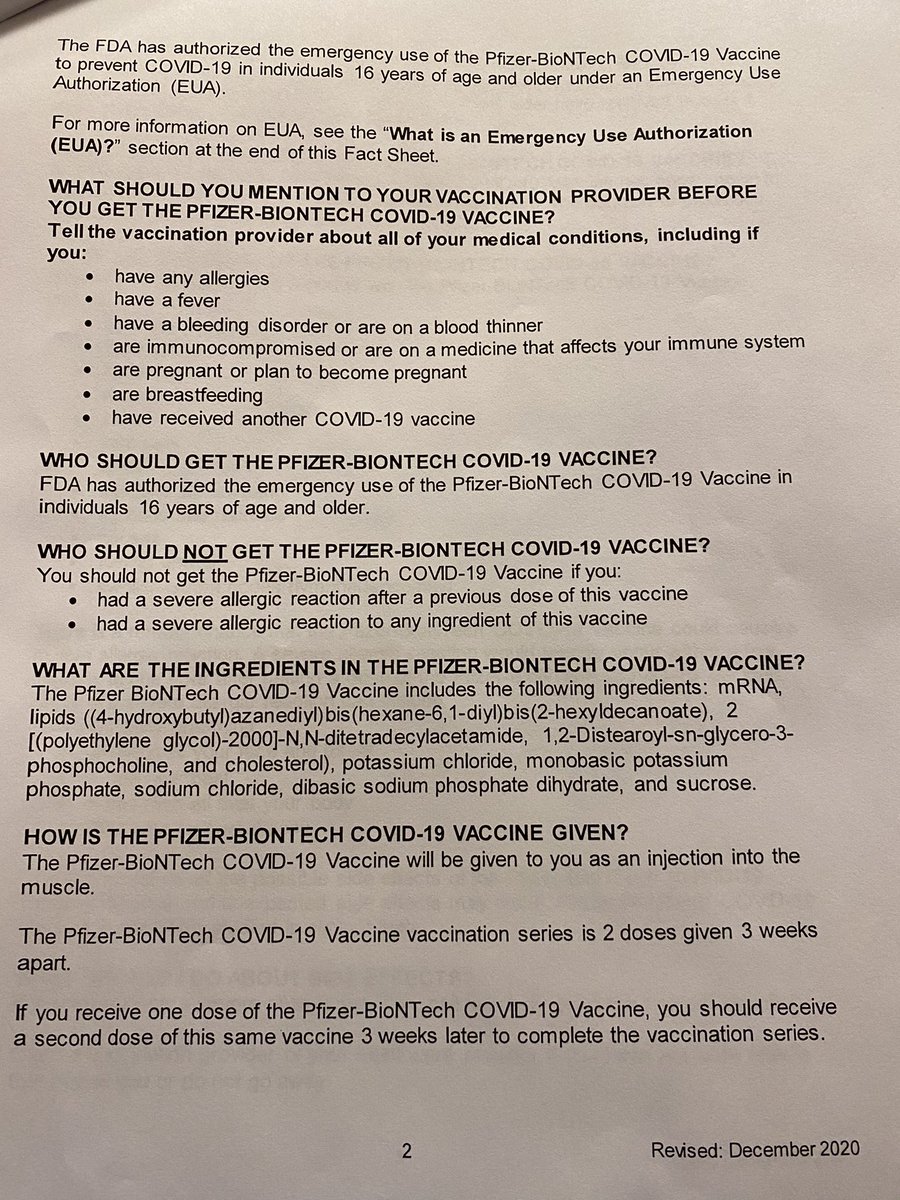 The FDA has authorized the emergency use of the Pfizer-BioNTech COVID-19 Vaccine
to prevent COVID-19 in individuals 16 years of age and older under an Emergency Use
Authorization (EUA).
For more information on EUA, see the “What is an Emergency Use Authorization
(EUA)?” section at the end of this Fact Sheet.
WHAT SHOULD YOU MENTION TO YOUR VACCINATION PROVIDER BEFORE
YOU GET THE PFIZER-BIONTECH COVID-19 VACCINE?
Tell the vaccination provider about all of your medical conditions, including if
you:
• have any allergies
• have a fever
• have a bleeding disorder or are on a blood thinner
• are immunocompromised or are on a medicine that affects your immune system
• are pregnant or plan to become pregnant
• are breastfeeding
• have received another COVID-19 vaccine
WHO SHOULD GET THE PFIZER-BIONTECH COVID-19 VACCINE?
FDA has authorized the emergency use of the Pfizer-BioNTech COVID-19 Vaccine in
individuals 16 years of age and older.
WHO SHOULD NOT GET THE PFIZER-BIONTECH COVID-19 VACCINE?
You should not get the Pfizer-BioNTech COVID-19 Vaccine if you:
• had a severe allergic reaction after a previous dose of this vaccine
• had a severe allergic reaction to any ingredient of this vaccine
WHAT ARE THE INGREDIENTS IN THE PFIZER-BIONTECH COVID-19 VACCINE?
The Pfizer BioNTech COVID-19 Vaccine includes the following ingredients: mRNA,
lipids ((4-hydroxybutyl)azanediyl)bis(hexane-6,1-diyl)bis(2-hexyldecanoate), 2
[(polyethylene glycol)-2000]-N,N-ditetradecylacetamide, 1,2-Distearoyl-sn-glycero-3-
phosphocholine, and cholesterol), potassium chloride, monobasic potassium
phosphate, sodium chloride, dibasic sodium phosphate dihydrate, and sucrose.
HOW IS THE PFIZER-BIONTECH COVID-19 VACCINE GIVEN?
The Pfizer-BioNTech COVID-19 Vaccine will be given to you as an injection into the
muscle.
The Pfizer-BioNTech COVID-19 Vaccine vaccination series is 2 doses given 3 weeks
apart.
If you receive one dose of the Pfizer-BioNTech COVID-19 Vaccine, you should receive
a second dose of this same vaccine 3 weeks later to complete the vaccination series.
2
Revised: December 2020